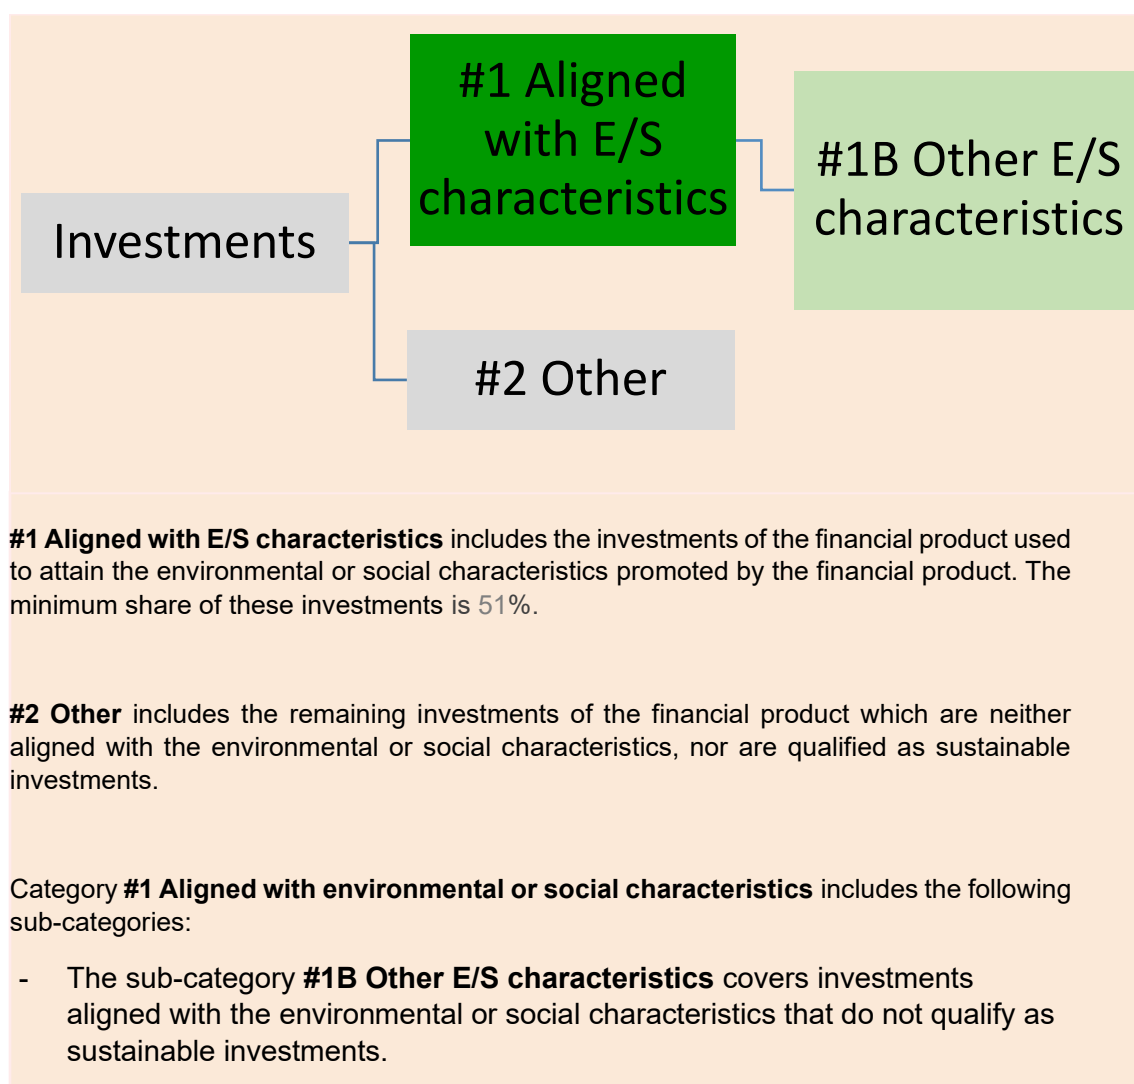 #1 Aligned
with E/S
characteristics
#1B Other E/S
characteristics
Investments
#2 Other
#1 Aligned with E/S characteristics includes the investments of the financial product used
to attain the environmental or social characteristics promoted by the financial product. The
minimum share of these investments is 51%.
#2 Other includes the remaining investments of the financial product which are neither
aligned with the environmental or social characteristics, nor are qualified as sustainable
investments.
Category #1 Aligned with environmental or social characteristics includes the following
sub-categories:
- The sub-category #1B Other E/S characteristics covers investments
aligned with the environmental or social characteristics that do not qualify as
sustainable investments.